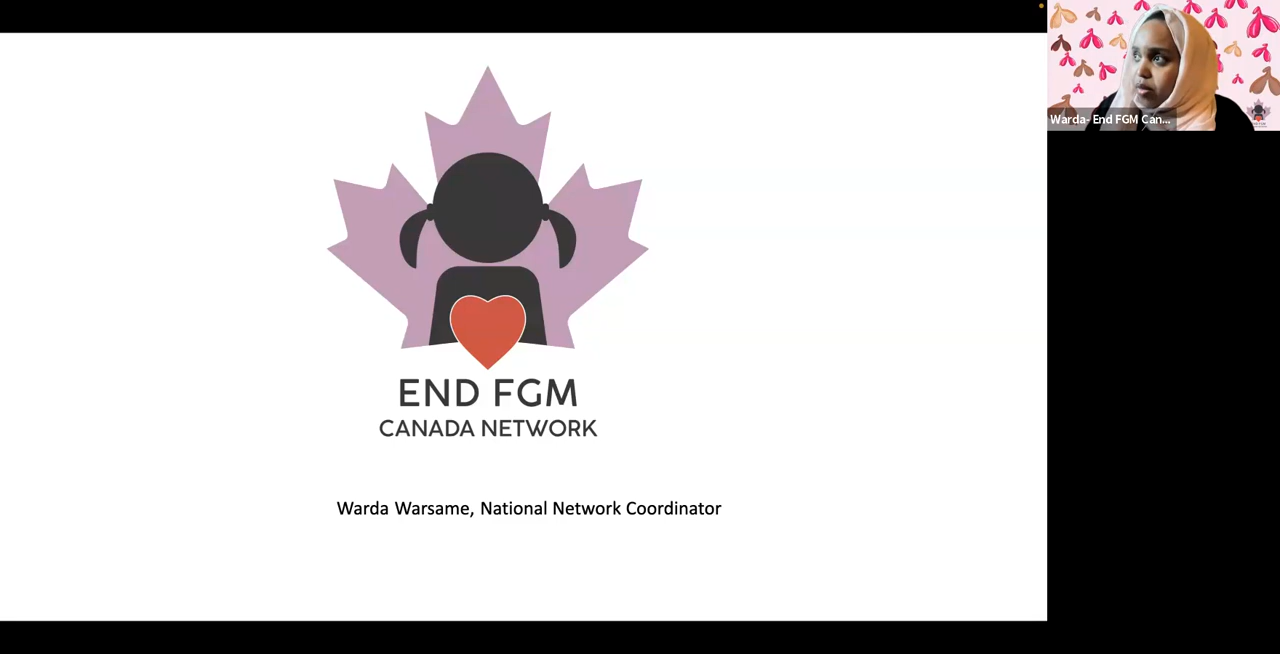 Warda- End FGM Can...
END FGM
CANADA NETWORK
Warda Warsame, National Network Coordinator